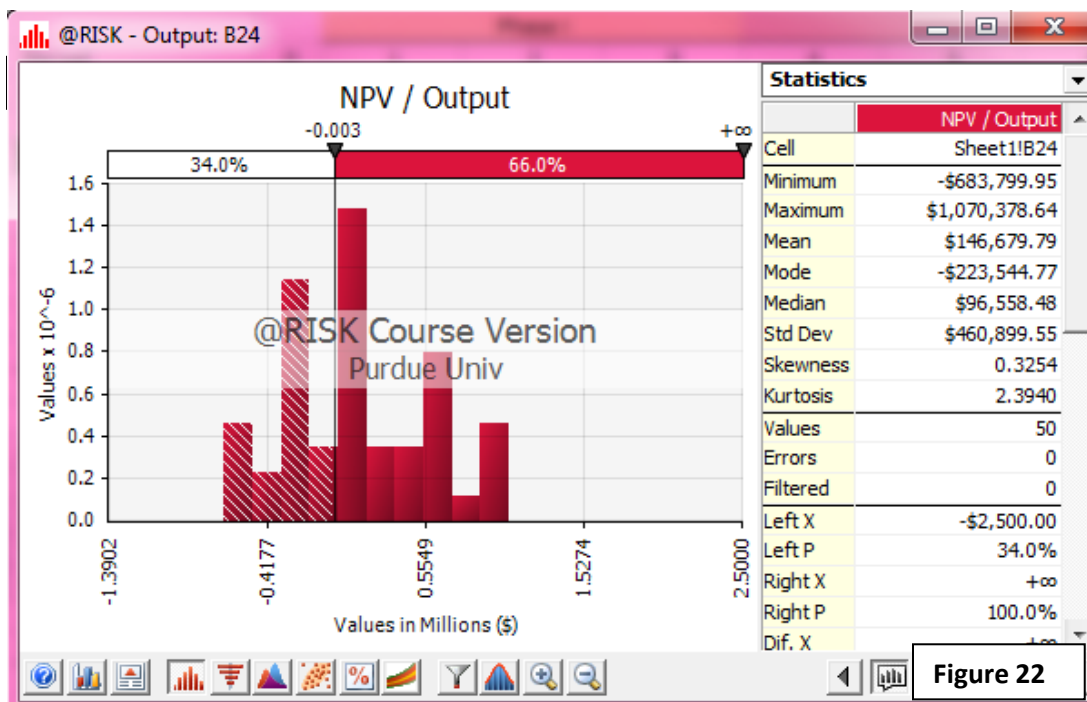 @RISK - Output: B24
NPV / Output
-0.003 +∞
34.0% 66.0%
1.6
1.4
1.2
1.0
0.8
0.6
0.4
0.2
0.0
Values x 10^-6
@RISK Course Version
Purdue Univ
-1.3902
-0.4177
0.5549
1.5274
2.5000
Values in Millions ($)
Statistics
NPV / Output
Cell Sheet1!B24
Minimum -$683,799.95
Maximum $1,070,378.64
Mean $146,679.79
Mode -$223,544.77
Median $96,558.48
Std Dev $460,899.55
Skewness 0.3254
Kurtosis 2.3940
Values 50
Errors 0
Filtered 0
Left X -$2,500.00
Left P 34.0%
Right X +∞
Right P 100.0%
Dif. X +∞
Figure 22